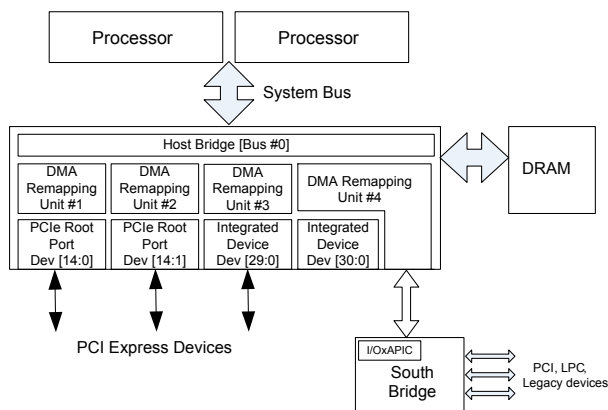 Processor
Processor
System Bus
Host Bridge [Bus #0]
DMA
Remapping
Unit #1
DMA
Remapping
Unit #2
DMA
Remapping
Unit #3
DMA Remapping
Unit #4
DRAM
PCIe Root
Port
Dev [14:0]
PCIe Root
Port
Dev [14:1]
Integrated
Device
Dev [29:0]
Integrated
Device
Dev [30:0]
PCI Express Devices
I/OxAPIC
South
Bridge
PCI, LPC,
Legacy devices